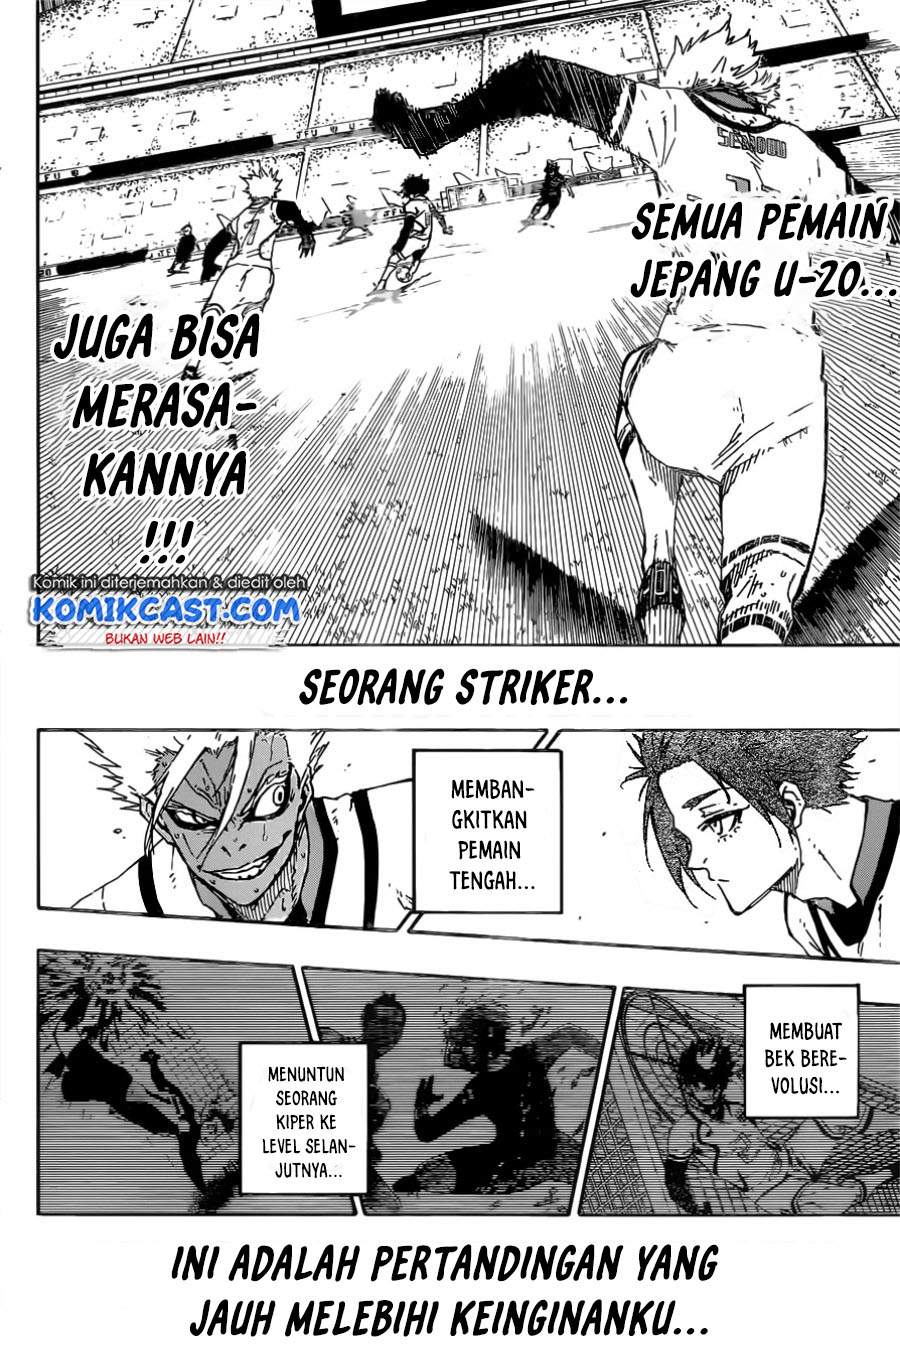 SENDOU
SEMUA PEMAIN
JEPANG U-20...
JUGA BISA
MERASA-
KANNYA
!!!
Komik ini diterjemahkan & diedit oleh
KOMIKCAST.COM
BUKAN WEB LAIN!!
SEORANG STRIKER...
MEMBAN-
GKITKAN
PEMAIN
TENGAH...
MEMBUAT
BEK BERE-
VOLUSI...
MENUNTUN
SEORANG
KIPER KE
LEVEL SELAN-
JUTNYA...
INI ADALAH PERTANDINGAN YANG
JAUH MELEBIHI KEINGINANKU...